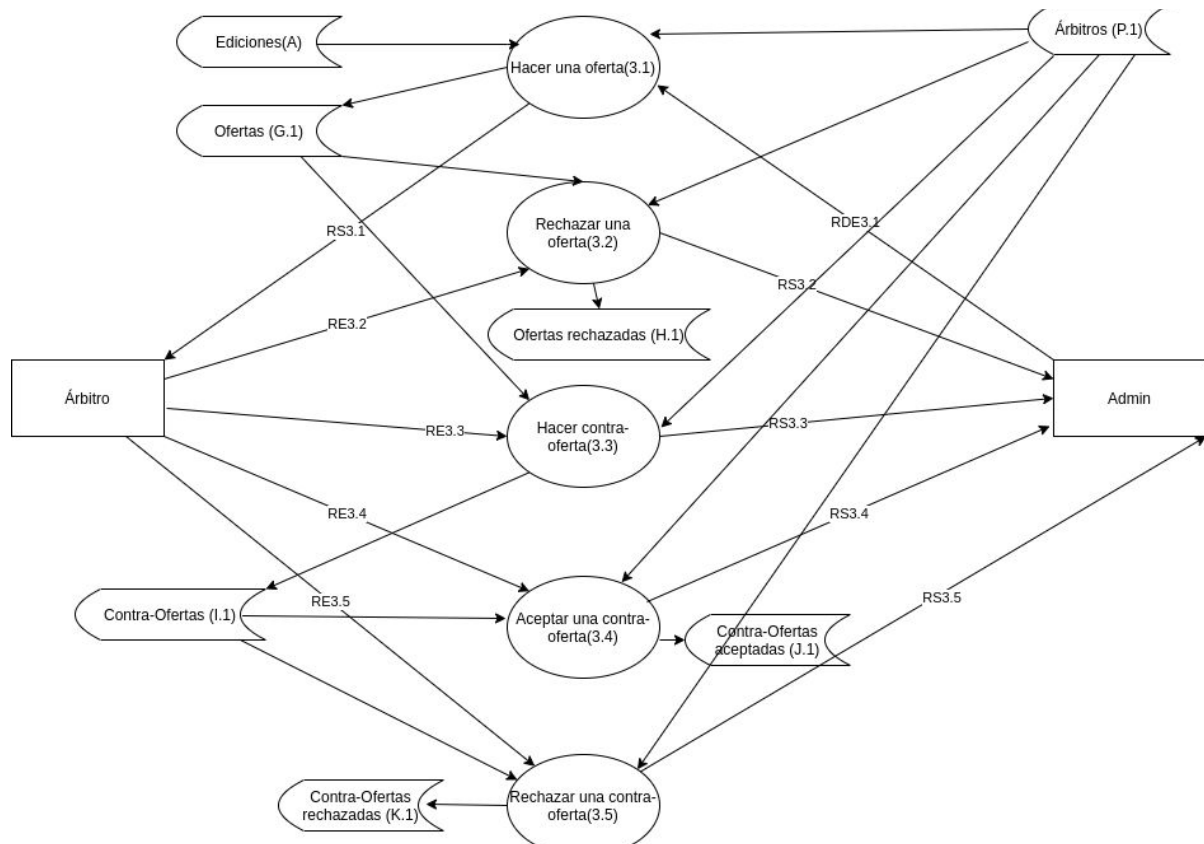 Ediciones(A)
Hacer una oferta(3.1)
Árbitros (P.1)
Ofertas (G.1)
RS3.1
Rechazar una
oferta(3.2)
RDE3.1
RS3.2
RE3.2
Ofertas rechazadas (H.1)
Árbitro
Admin
RE3.3
Hacer contra-
oferta(3.3)
RS3.3
RE3.4
RS3.4
Contra-Ofertas (I.1)
RE3.5
Aceptar una contra-
oferta(3.4)
Contra-Ofertas
aceptadas (J.1)
RS3.5
Contra-Ofertas
rechazadas (K.1)
Rechazar una contra-
oferta(3.5)